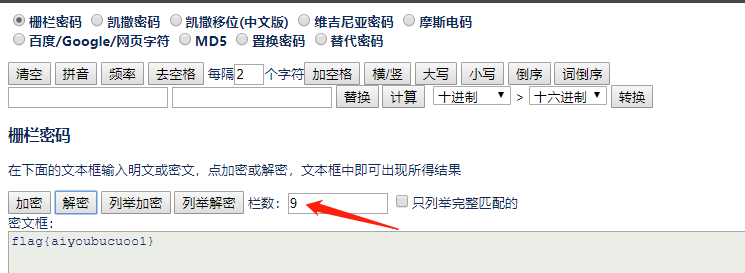 栅栏密码 凯撒密码 凯撒移位(中文版) 维吉尼亚密码 摩斯电码
百度/Google/网页字符 MD5 置换密码 替代密码
清空 拼音 频率 去空格 每隔2个字符加空格 横/竖 大写 小写 倒序 词倒序
替换 计算 十进制 > 十六进制 转换
栅栏密码
在下面的文本框输入明文或密文，点加密或解密，文本框中即可出现所得结果
加密 解密 列举加密 列举解密 栏数：9 只列举完整匹配的
密文框：
flag{aiyoubucuoo1}